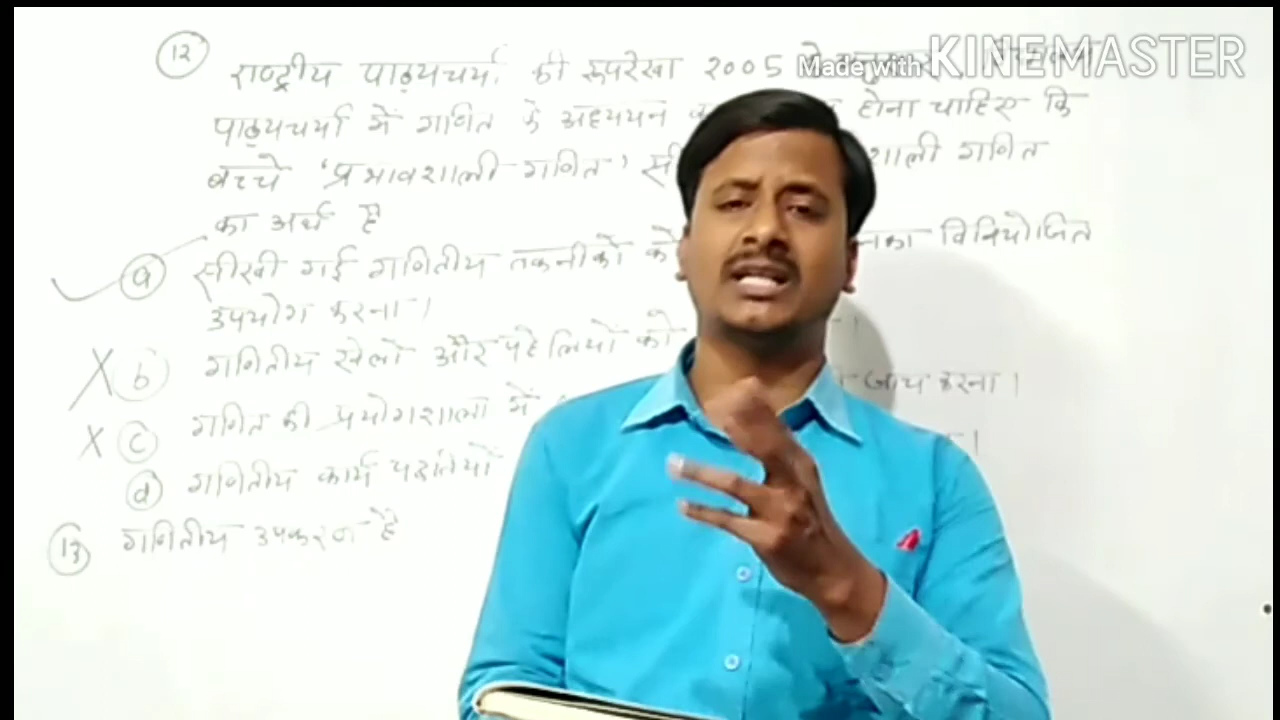 Made with KINEMASTER
(12) राष्ट्रीय पाठ्यचर्या की रूपरेखा 2005
पाठ्यचर्या में गणित के अध्ययन होना चाहिए कि
बच्चे 'प्रभावशाली गणित' गणित
का अर्थ है
(a) सीखी गई गणितीय तकनीकों विनियोजित
उपयोग करना।
(b) गणितीय खेलों और पहेलियों को
(c) गणित की प्रयोगशाला में जाच करना।
(d) गणितीय कार्य पद्धतियों
(13) गणितीय उपकरण है